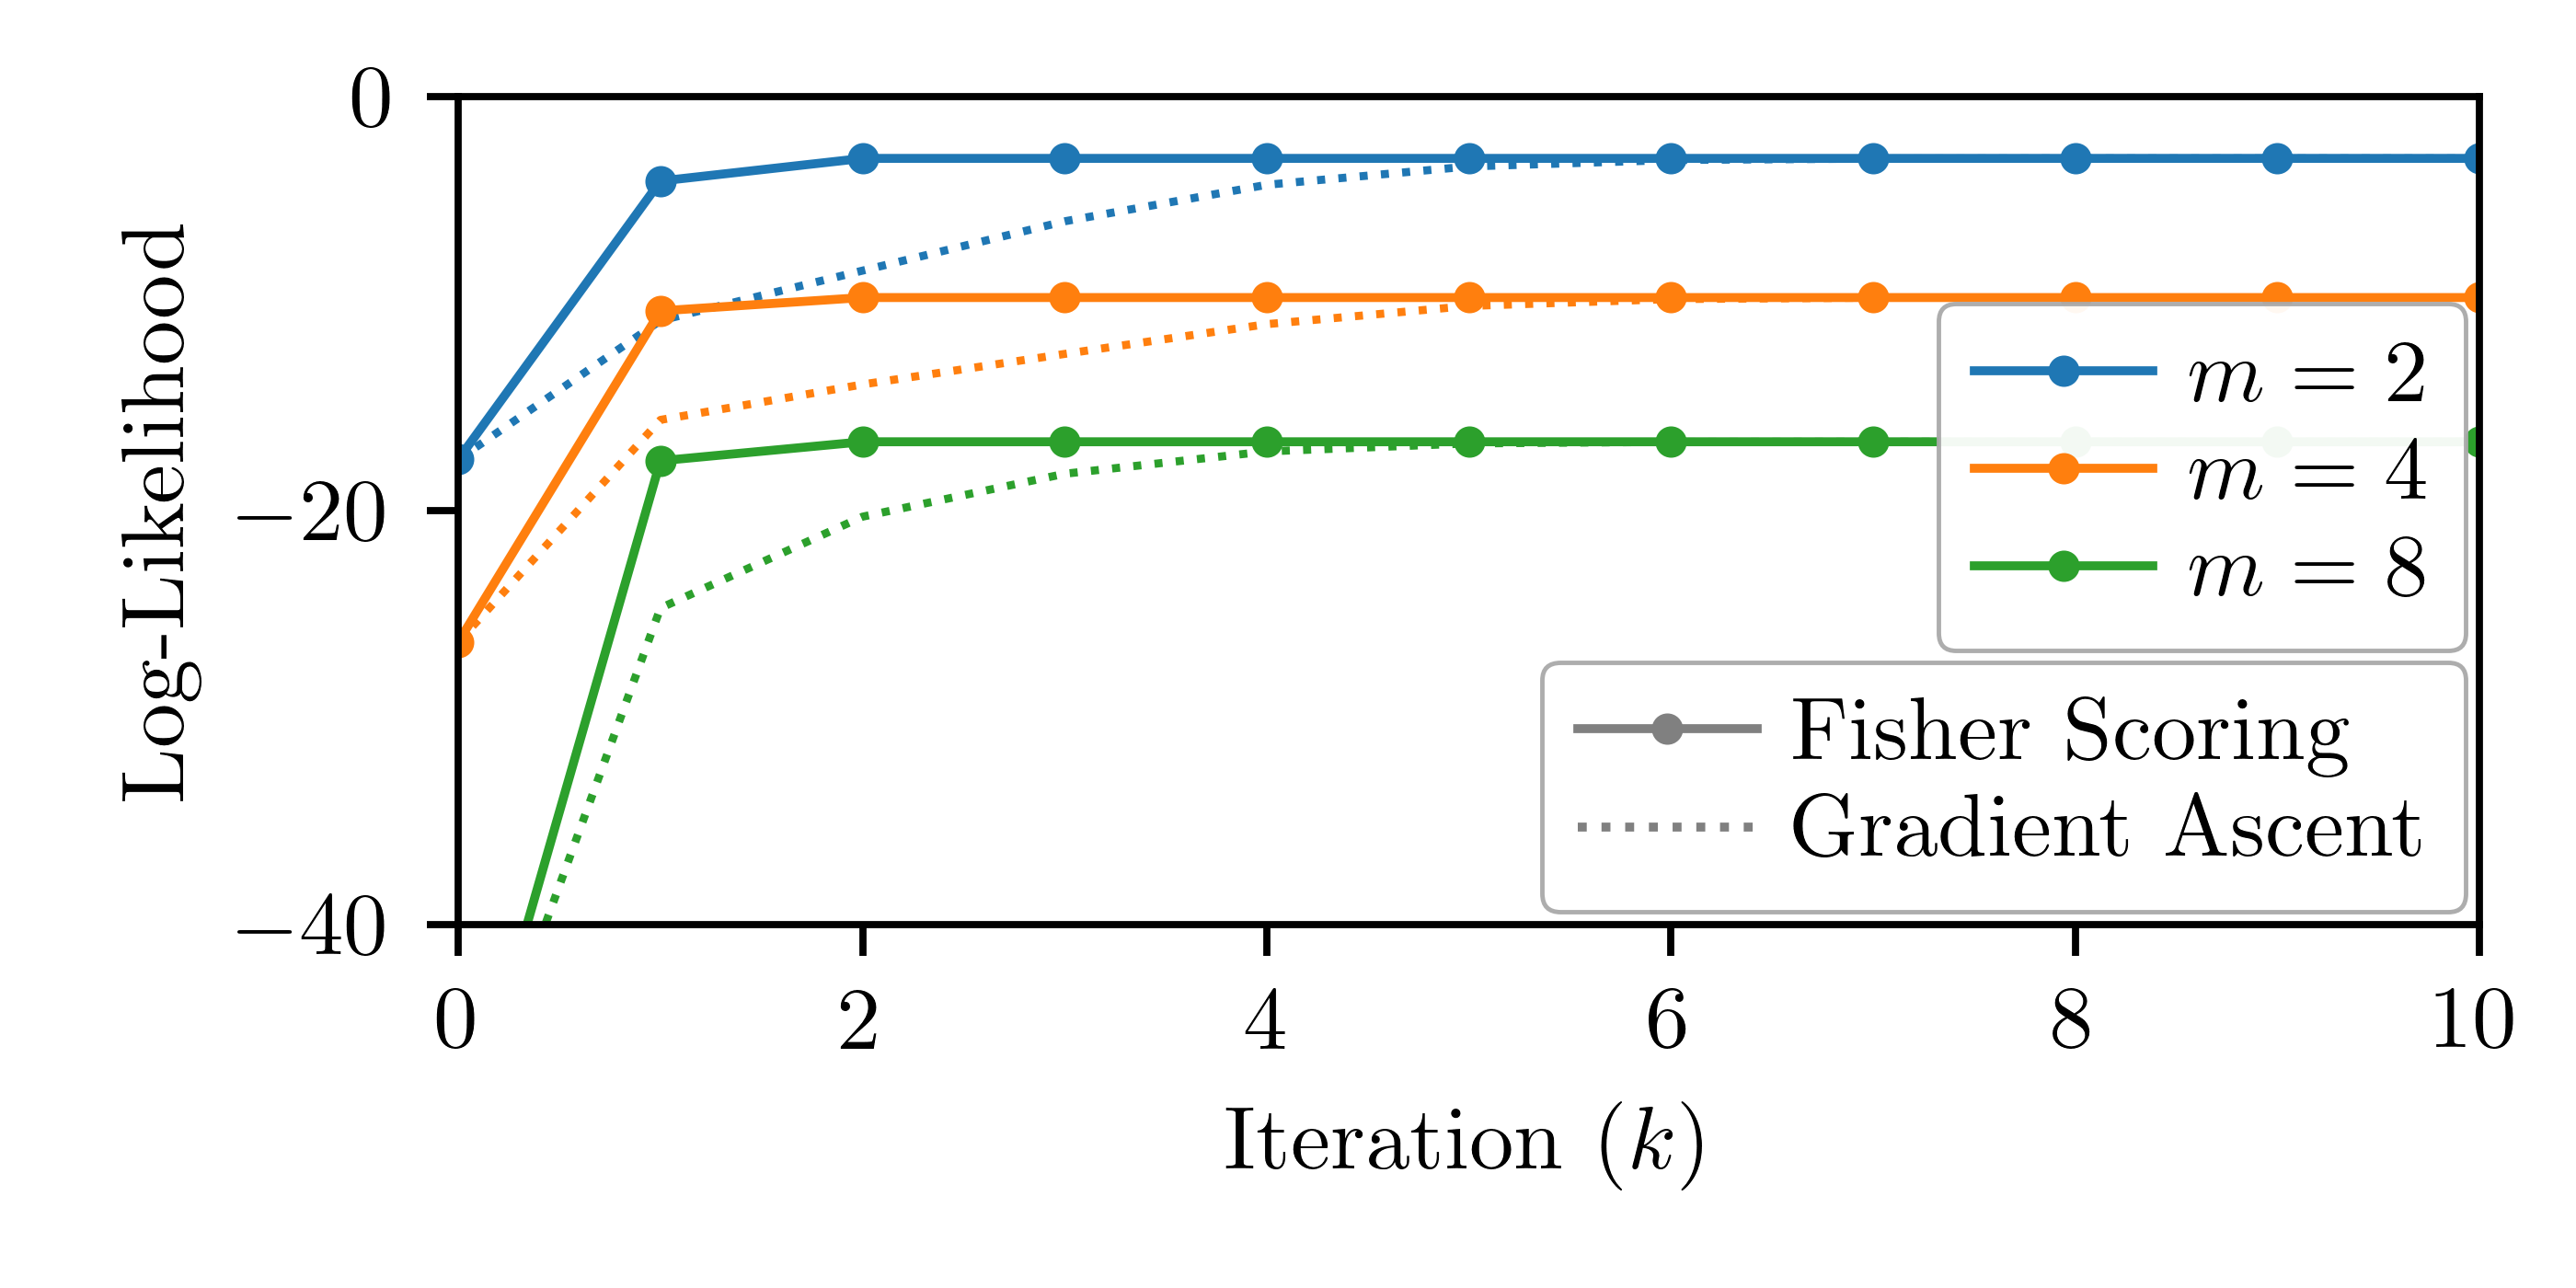 0
−20
−40
Log-Likelihood
m = 2
m = 4
m = 8
Fisher Scoring
Gradient Ascent
0 2 4 6 8 10
Iteration (k)